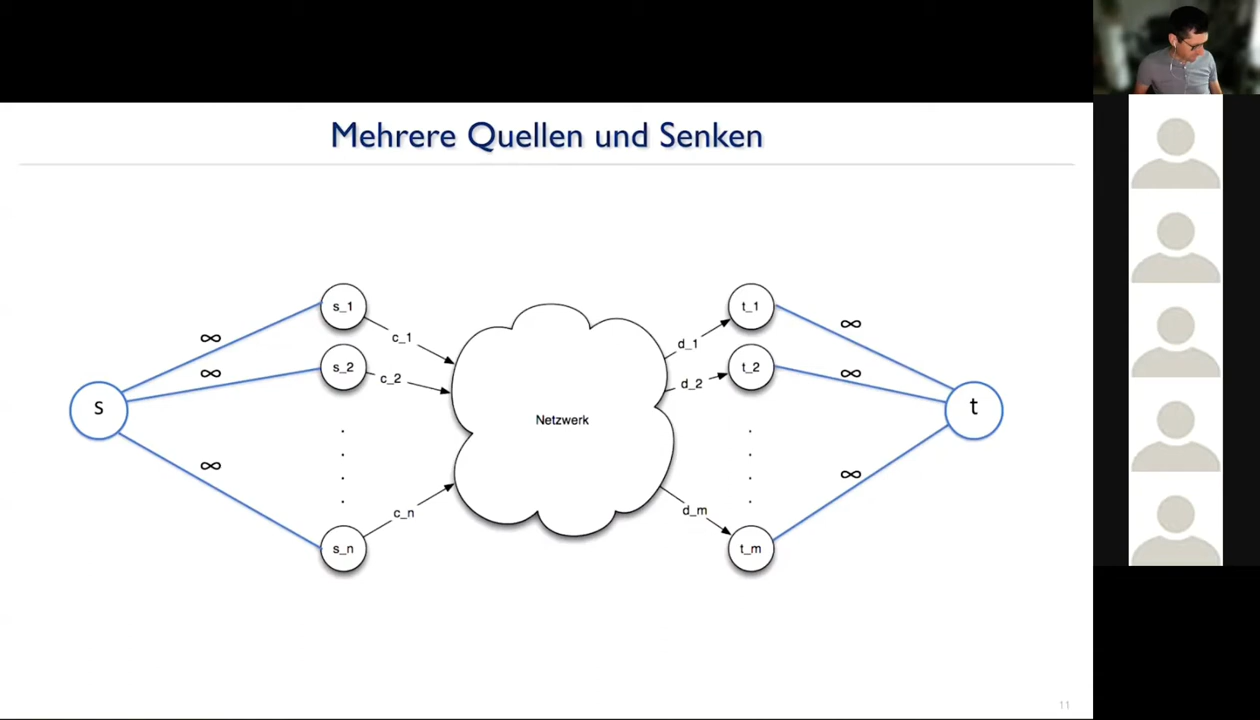 Mehrere Quellen und Senken
s_1
t_1
∞
c_1
d_1
∞
s_2
t_2
∞
c_2
d_2
∞
s
Netzwerk
t
∞
c_n
d_m
∞
s_n
t_m
11